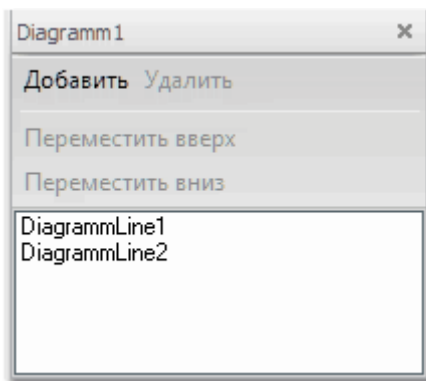 Diagramm1
Добавить Удалить
Переместить вверх
Переместить вниз
DiagrammLine1
DiagrammLine2